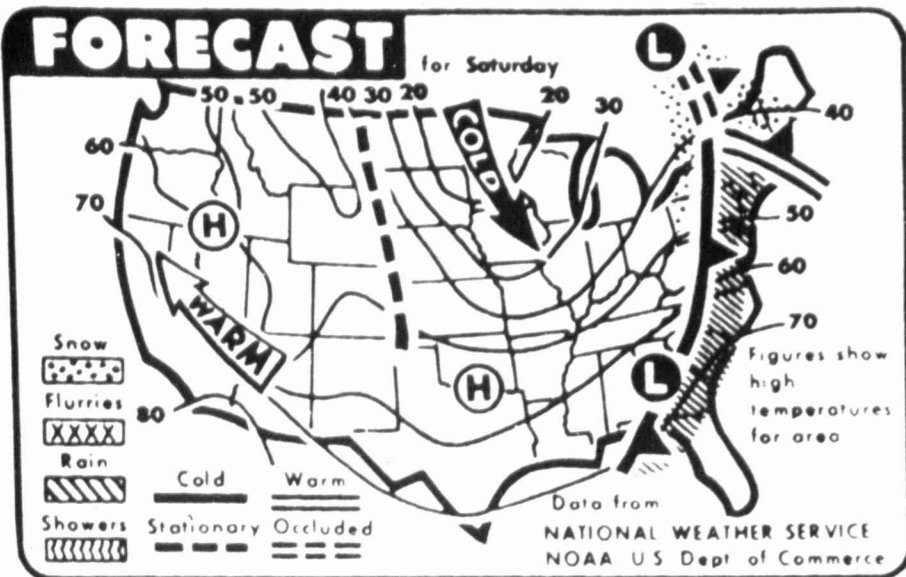 FORECAST
for Saturday
L
50 50 40 30 20
20
30
40
60
COLD
70
H
50
60
WARM
70
Snow
Figures show
high
temperatures
for area
Flurries
H
L
80
Rain
Cold
Warm
Showers
Stationary
Occluded
Data from
NATIONAL WEATHER SERVICE
NOAA US Dept of Commerce